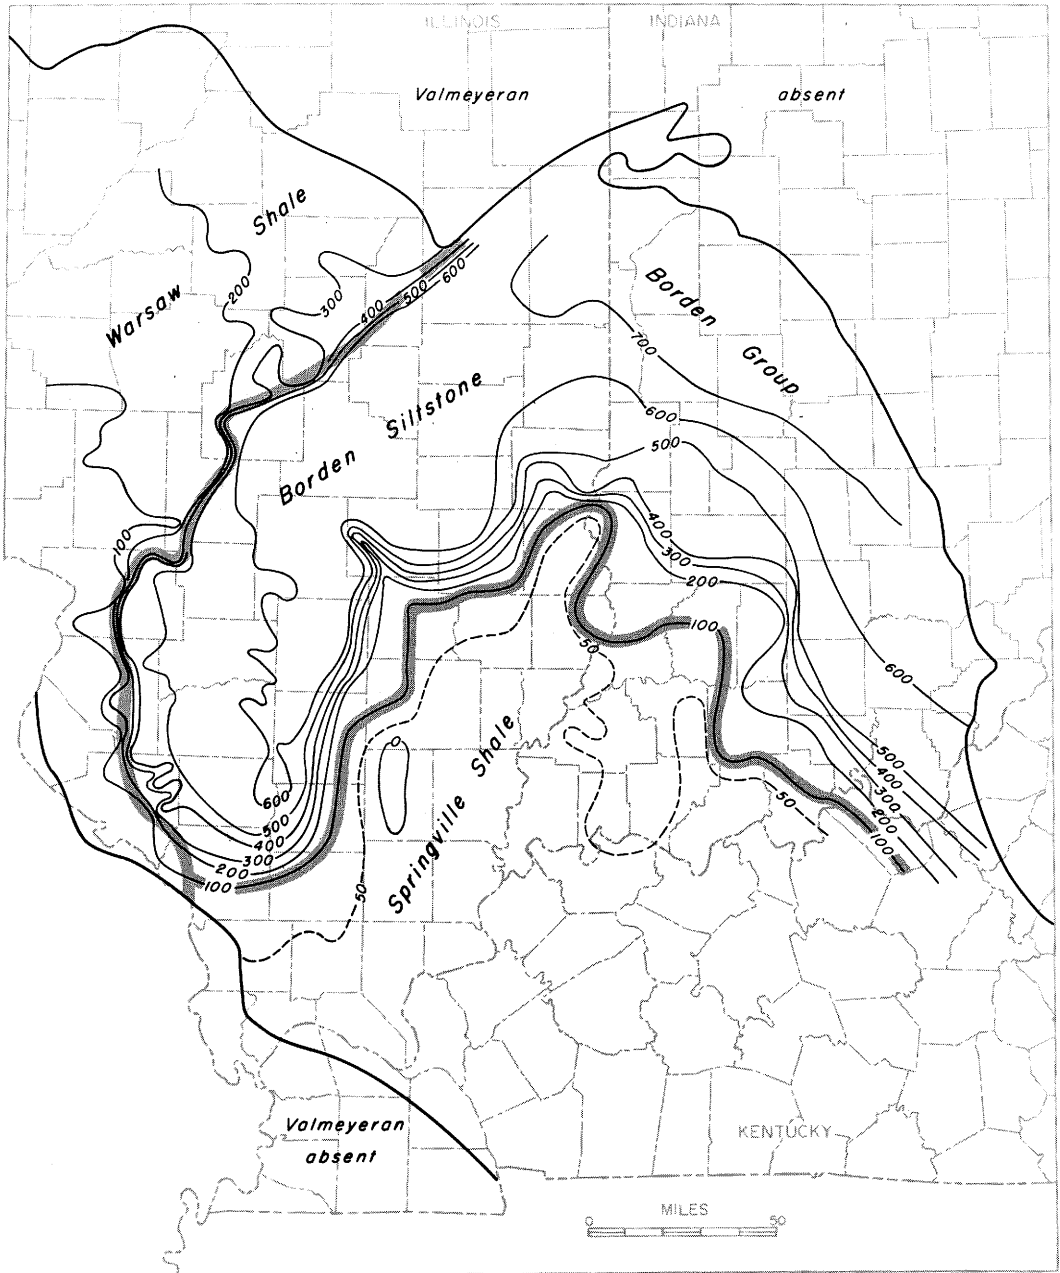 ILLINOIS
INDIANA
Valmeyeran
absent
Shale
Warsaw
200
300
400
500
600
Borden
Group
700
Siltstone
Borden
600
500
100
400
300
200
100
50
600
Shale
Springville
0
50
500
400
300
200
100
600
500
400
300
200
100
50
Valmeyeran
absent
KENTUCKY
MILES
0 50